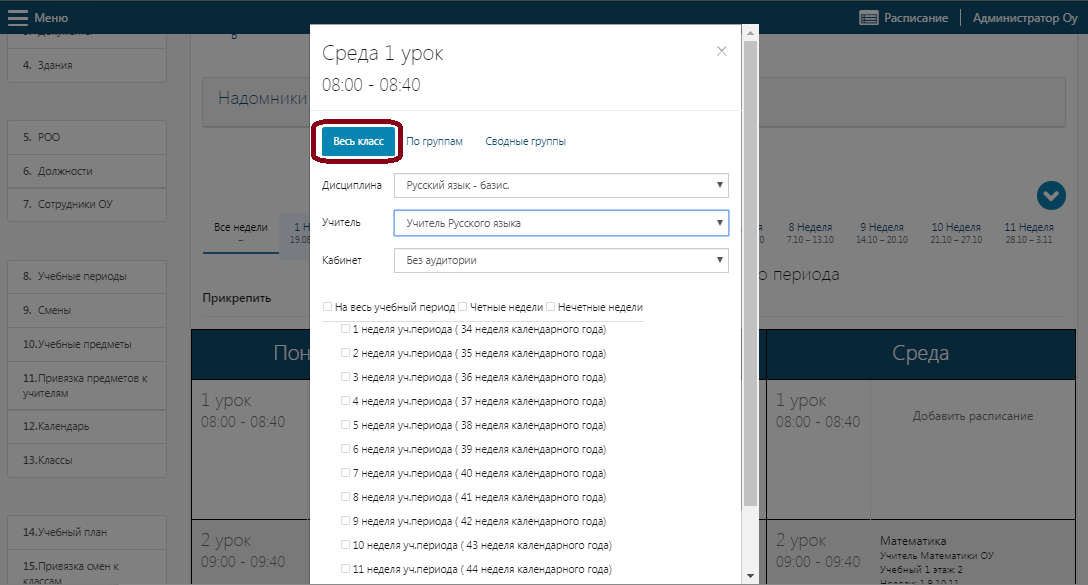 Меню
Расписание
Администратор Оу
4. Здания
5. РОО
6. Должности
7. Сотрудники ОУ
8. Учебные периоды
9. Смены
10.Учебные предметы
11.Привязка предметов к
учителям
12.Календарь
13.Классы
14.Учебный план
15.Привязка смен к
классам
Надомники
Все недели
–
1 Н
19.08
8 Неделя
7.10 – 13.10
9 Неделя
14.10 – 20.10
10 Неделя
21.10 – 27.10
11 Неделя
28.10 – 3.11
о периода
Прикрепить
Пон
1 урок
08:00 - 08:40
2 урок
09:00 - 09:40
Среда 1 урок
×
08:00 - 08:40
Весь класс
По группам
Сводные группы
Дисциплина
Русский язык - базис.
Учитель
Учитель Русского языка
Кабинет
Без аудитории
На весь учебный период
Четные недели
Нечетные недели
1 неделя уч.периода ( 34 неделя календарного года)
2 неделя уч.периода ( 35 неделя календарного года)
3 неделя уч.периода ( 36 неделя календарного года)
4 неделя уч.периода ( 37 неделя календарного года)
5 неделя уч.периода ( 38 неделя календарного года)
6 неделя уч.периода ( 39 неделя календарного года)
7 неделя уч.периода ( 40 неделя календарного года)
8 неделя уч.периода ( 41 неделя календарного года)
9 неделя уч.периода ( 42 неделя календарного года)
10 неделя уч.периода ( 43 неделя календарного года)
11 неделя уч.периода ( 44 неделя календарного года)
Среда
1 урок
08:00 - 08:40
Добавить расписание
2 урок
09:00 - 09:40
Математика
Учитель Математики ОУ
Учебный 1 этаж 2
Недели: 1,9,10,11